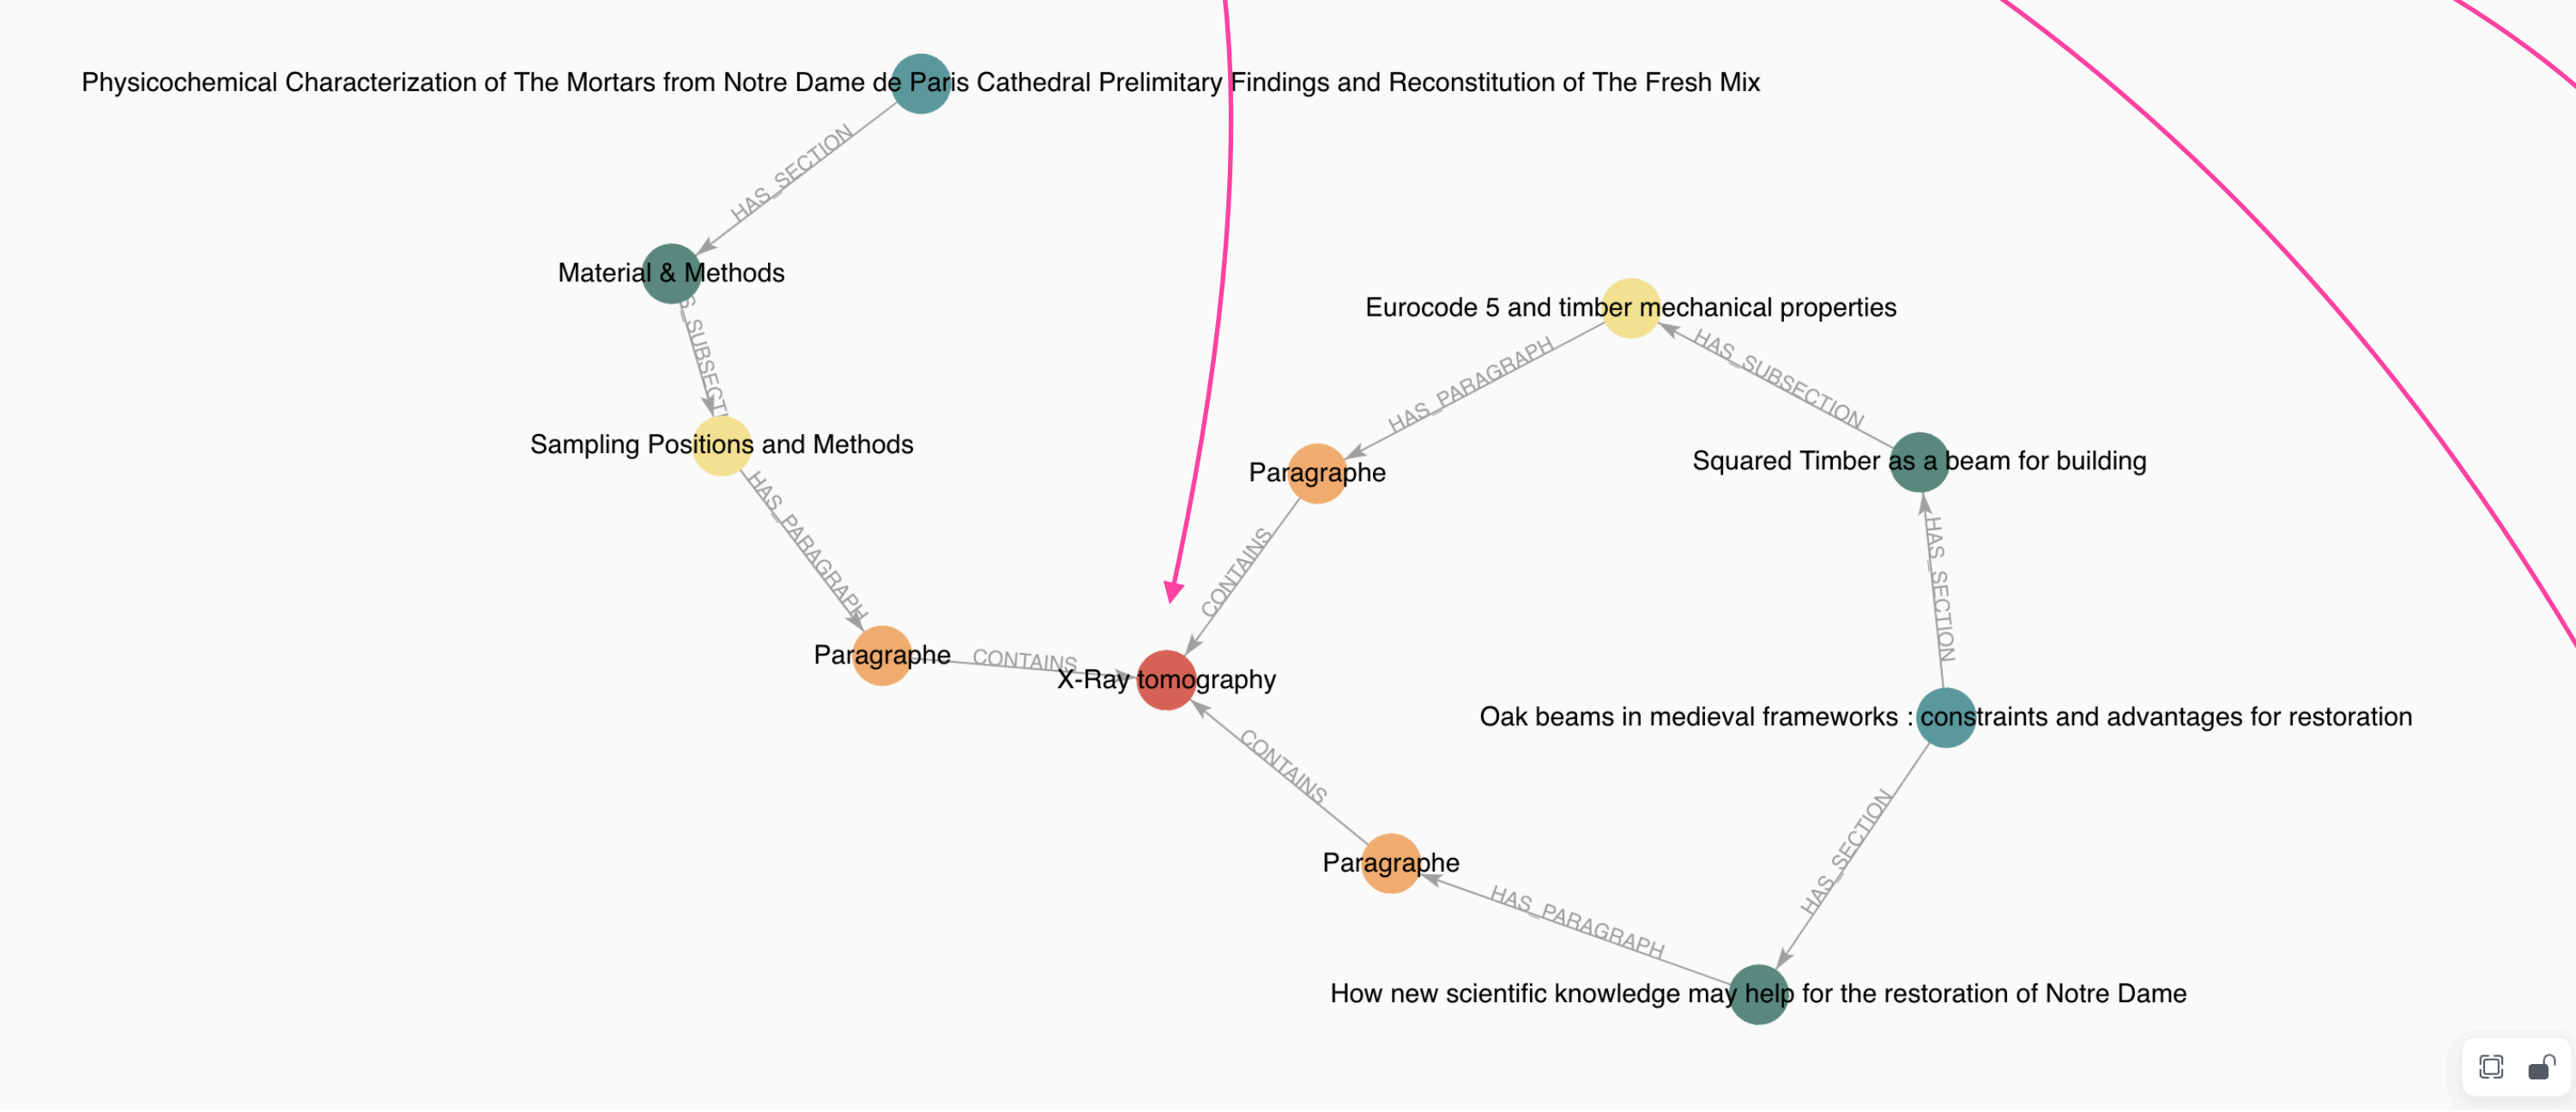 Physicochemical Characterization of The Mortars from Notre Dame de Paris Cathedral Prelimitary Findings and Reconstitution of The Fresh Mix
HAS_SECTION
Material & Methods
S_SUBSECTI
Sampling Positions and Methods
HAS_PARAGRAPH
Paragraphe
CONTAINS
X-Ray tomography
Eurocode 5 and timber mechanical properties
HAS_PARAGRAPH
HAS_SUBSECTION
Paragraphe
Squared Timber as a beam for building
CONTAINS
HAS_SECTION
Oak beams in medieval frameworks : constraints and advantages for restoration
CONTAINS
HAS_SECTION
Paragraphe
HAS_PARAGRAPH
How new scientific knowledge may help for the restoration of Notre Dame